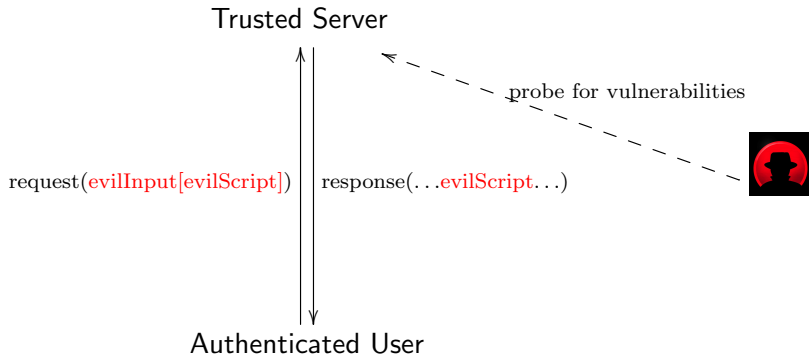 Trusted Server
probe for vulnerabilities
request(evilInput[evilScript])
response(...evilScript...)
Authenticated User